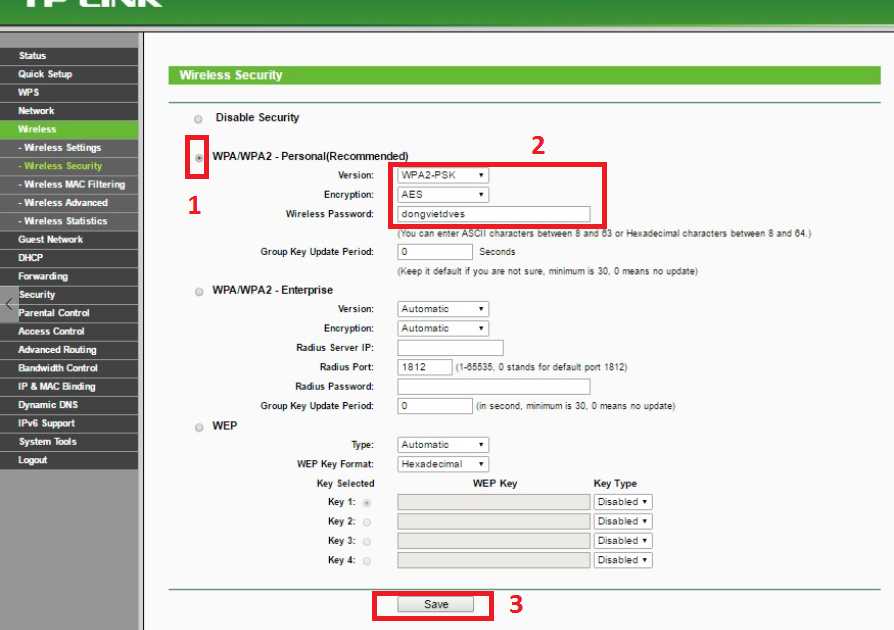 TP-LINK
Status
Quick Setup
WPS
Network
Wireless
- Wireless Settings
- Wireless Security
- Wireless MAC Filtering
- Wireless Advanced
- Wireless Statistics
Guest Network
DHCP
Forwarding
Security
Parental Control
Access Control
Advanced Routing
Bandwidth Control
IP & MAC Binding
Dynamic DNS
IPv6 Support
System Tools
Logout
Wireless Security
Disable Security
WPA/WPA2 - Personal(Recommended)
1
2
Version: WPA2-PSK
Encryption: AES
Wireless Password: dongvietdves
(You can enter ASCII characters between 8 and 63 or Hexadecimal characters between 8 and 64.)
Group Key Update Period: 0 Seconds
(Keep it default if you are not sure, minimum is 30, 0 means no update)
WPA/WPA2 - Enterprise
Version: Automatic
Encryption: Automatic
Radius Server IP:
Radius Port: 1812 (1-65535, 0 stands for default port 1812)
Radius Password:
Group Key Update Period: 0 (in second, minimum is 30, 0 means no update)
WEP
Type: Automatic
WEP Key Format: Hexadecimal
Key Selected WEP Key Key Type
Key 1: Disabled
Key 2: Disabled
Key 3: Disabled
Key 4: Disabled
Save 3